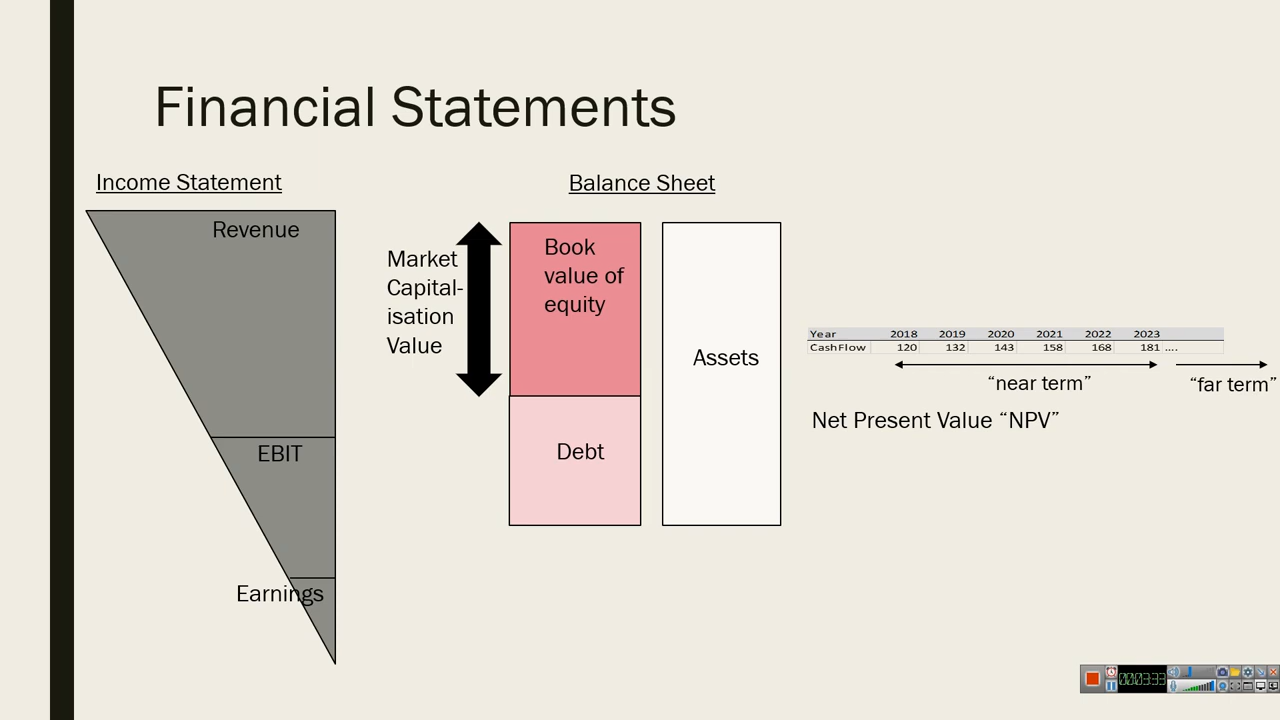 Financial Statements
Income Statement
Revenue
EBIT
Earnings
Balance Sheet
Market
Capital-
isation
Value
Book
value of
equity
Debt
Assets
Year 2018 2019 2020 2021 2022 2023
CashFlow 120 132 143 158 168 181 ....
“near term”
“far term”
Net Present Value “NPV”
000333